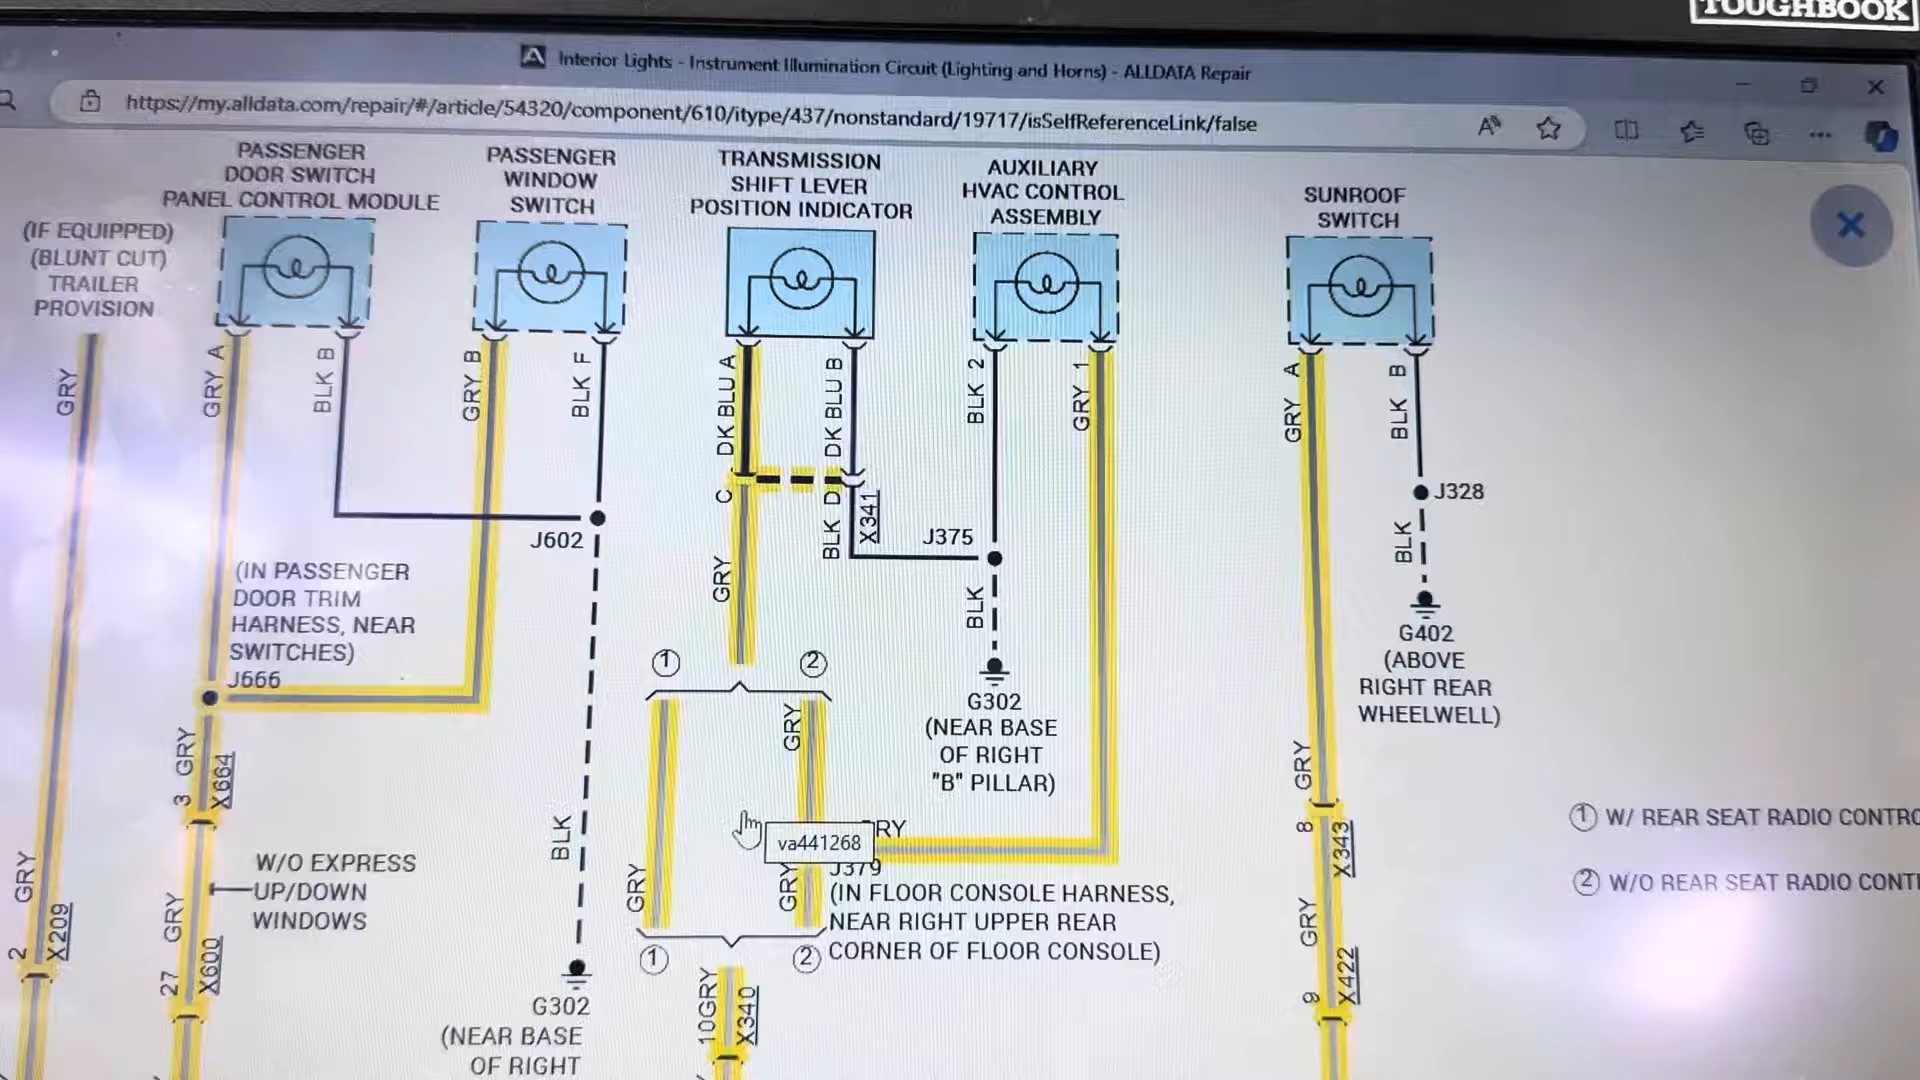 TOUGHBOOK
Interior Lights - Instrument Illumination Circuit (Lighting and Horns) - ALLDATA Repair
https://my.alldata.com/repair/#/article/54320/component/610/itype/437/nonstandard/19717/isSelfReferenceLink/false
(IF EQUIPPED)
(BLUNT CUT)
TRAILER
PROVISION
PASSENGER
DOOR SWITCH
PANEL CONTROL MODULE
PASSENGER
WINDOW
SWITCH
TRANSMISSION
SHIFT LEVER
POSITION INDICATOR
AUXILIARY
HVAC CONTROL
ASSEMBLY
SUNROOF
SWITCH
GRY
GRY A
BLK B
GRY B
BLK F
DK BLU A
DK BLU B
BLK 2
GRY 1
GRY A
BLK B
C
BLK D
X341
J602
J375
J328
GRY
BLK
BLK
(IN PASSENGER
DOOR TRIM
HARNESS, NEAR
SWITCHES)
J666
1
2
G302
(NEAR BASE
OF RIGHT
"B" PILLAR)
G402
(ABOVE
RIGHT REAR
WHEELWELL)
3 GRY
X664
GRY
GRY
BLK
va441268
RY
J379
(IN FLOOR CONSOLE HARNESS,
NEAR RIGHT UPPER REAR
CORNER OF FLOOR CONSOLE)
8
X343
1 W/ REAR SEAT RADIO CONTRO
2 W/O REAR SEAT RADIO CONT
W/O EXPRESS
UP/DOWN
WINDOWS
GRY
GRY
GRY
2
X209
27 GRY
X600
1
2
9 GRY
X422
10GRY
X340
G302
(NEAR BASE
OF RIGHT